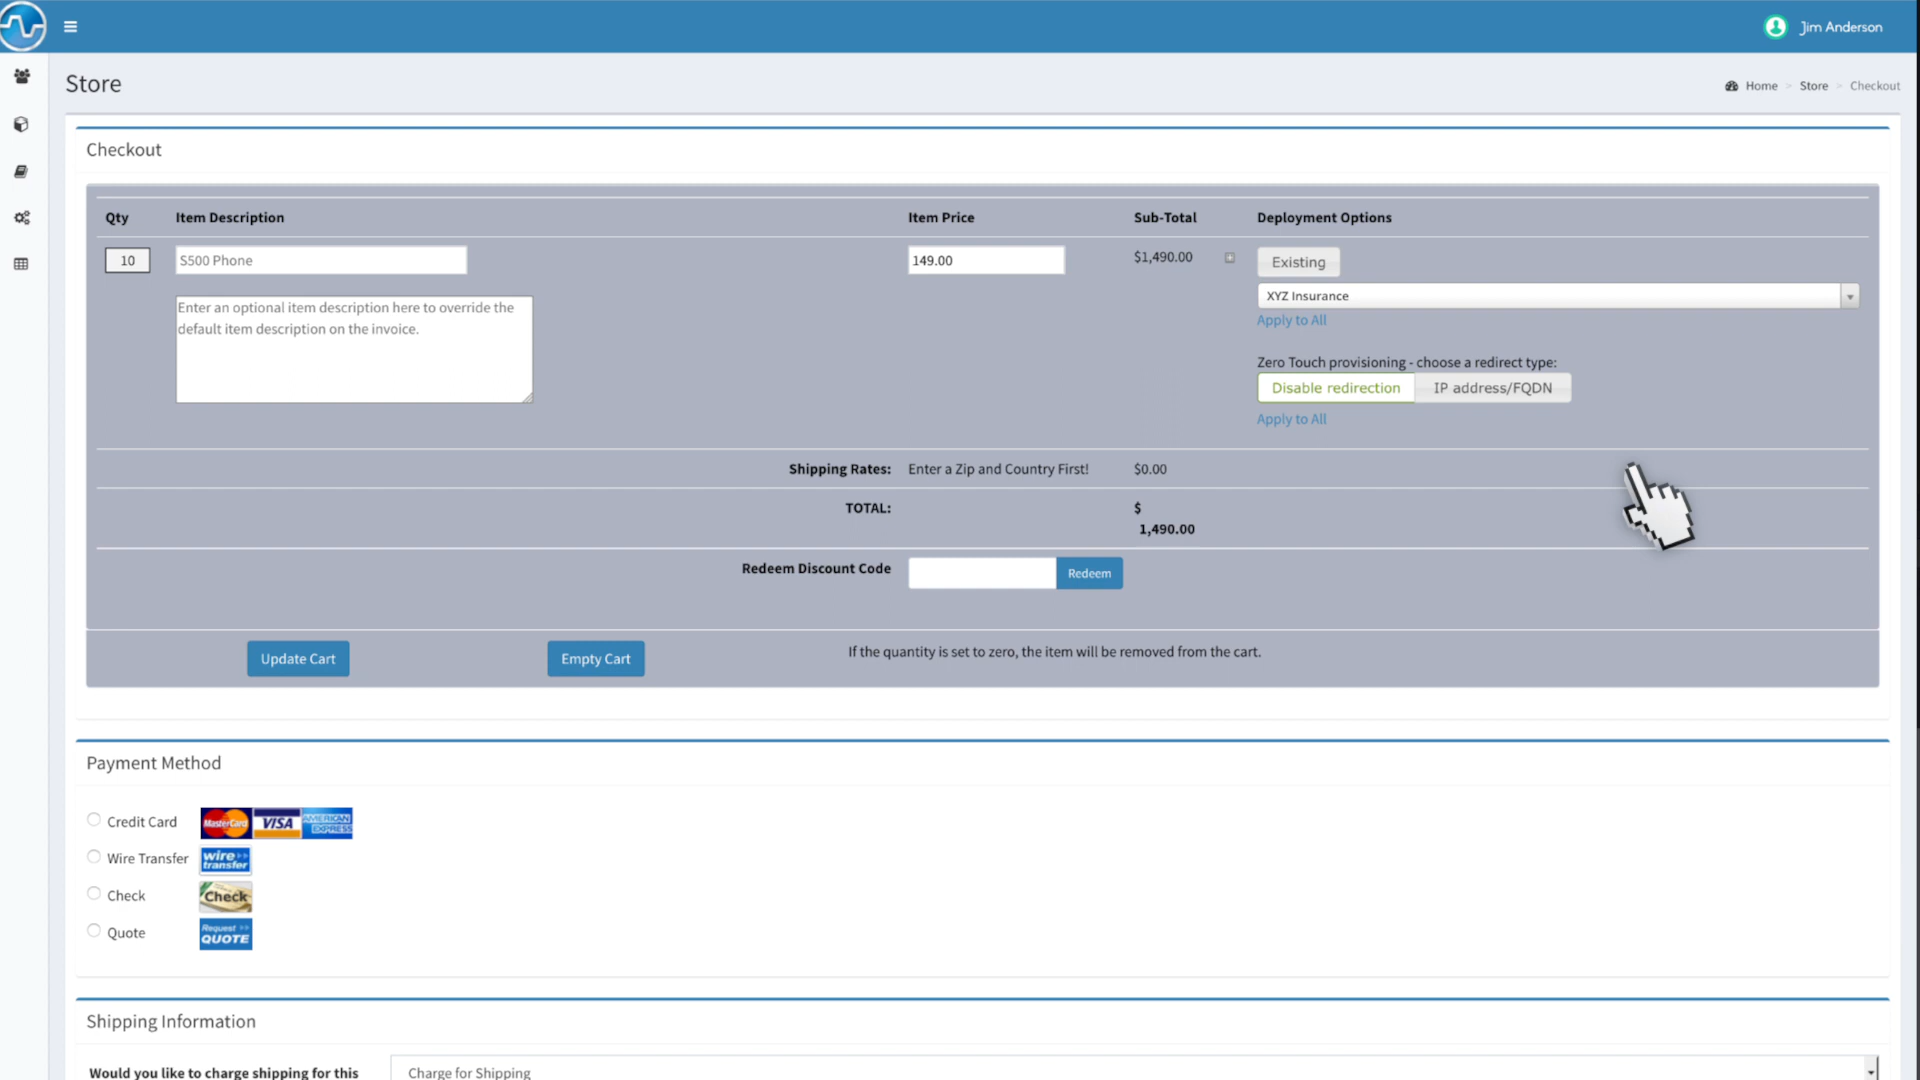 Jim Anderson
Store
Home > Store > Checkout
Checkout
Qty Item Description Item Price Sub-Total Deployment Options
10 S500 Phone 149.00 $1,490.00 Existing
XYZ Insurance
Apply to All
Enter an optional item description here to override the
default item description on the invoice.
Zero Touch provisioning - choose a redirect type:
Disable redirection IP address/FQDN
Apply to All
Shipping Rates: Enter a Zip and Country First! $0.00
TOTAL: $
1,490.00
Redeem Discount Code Redeem
Update Cart Empty Cart If the quantity is set to zero, the item will be removed from the cart.
Payment Method
Credit Card MasterCard VISA AMERICAN EXPRESS
Wire Transfer wire>> transfer
Check Check
Quote Request >> QUOTE
Shipping Information
Would you like to charge shipping for this Charge for Shipping